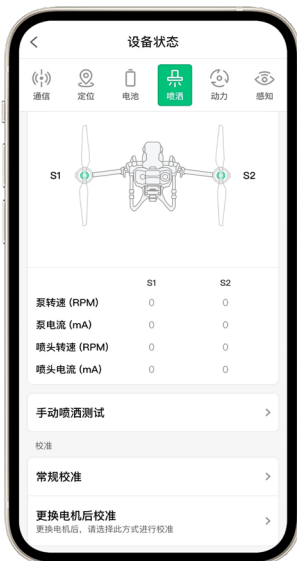 设备状态
通信 定位 电池 喷洒 动力 感知
S1 S2
S1 S2
泵转速 (RPM) 0 0
泵电流 (mA) 0 0
喷头转速 (RPM) 0 0
喷头电流 (mA) 0 0
手动喷洒测试
校准
常规校准
更换电机后校准
更换电机后，请选择此方式进行校准